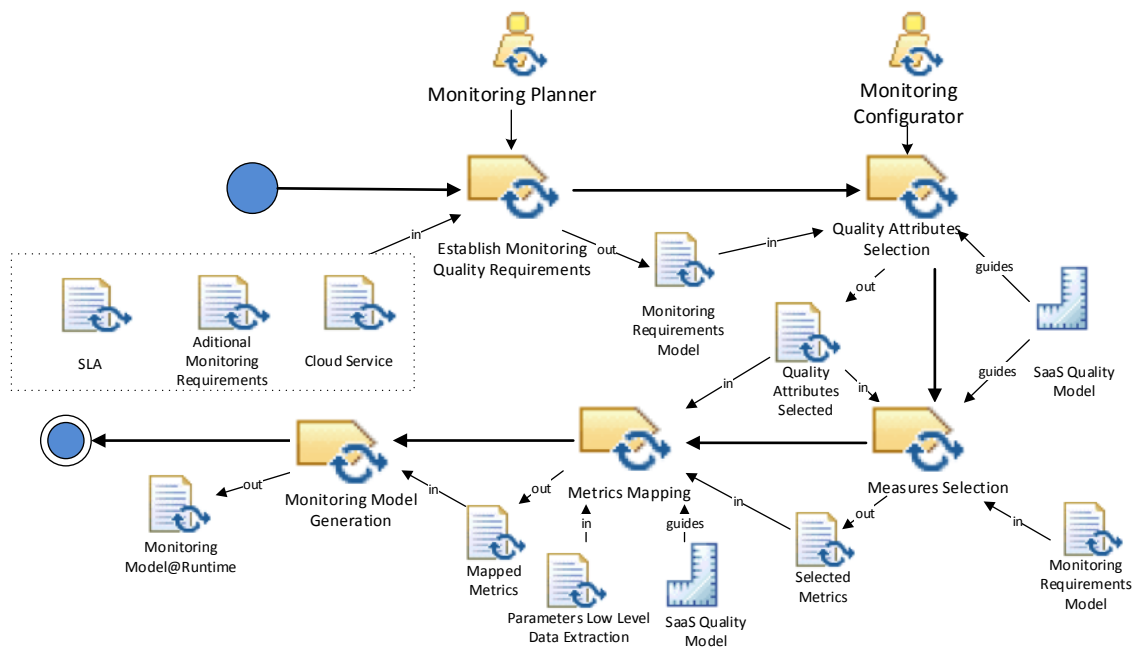 Monitoring Planner
Monitoring
Configurator
in
Establish Monitoring
Quality Requirements
out
in
Quality Attributes
Selection
Monitoring
Requirements
Model
out
guides
SLA
Aditional
Monitoring
Requirements
Cloud Service
guides
SaaS Quality
Model
in
Quality
Attributes
Selected
in
Monitoring Model
Generation
out
in
Metrics Mapping
out
in
guides
in
Measures Selection
out
in
Monitoring
Model@Runtime
Mapped
Metrics
Parameters Low Level
Data Extraction
SaaS Quality
Model
Selected
Metrics
Monitoring
Requirements
Model